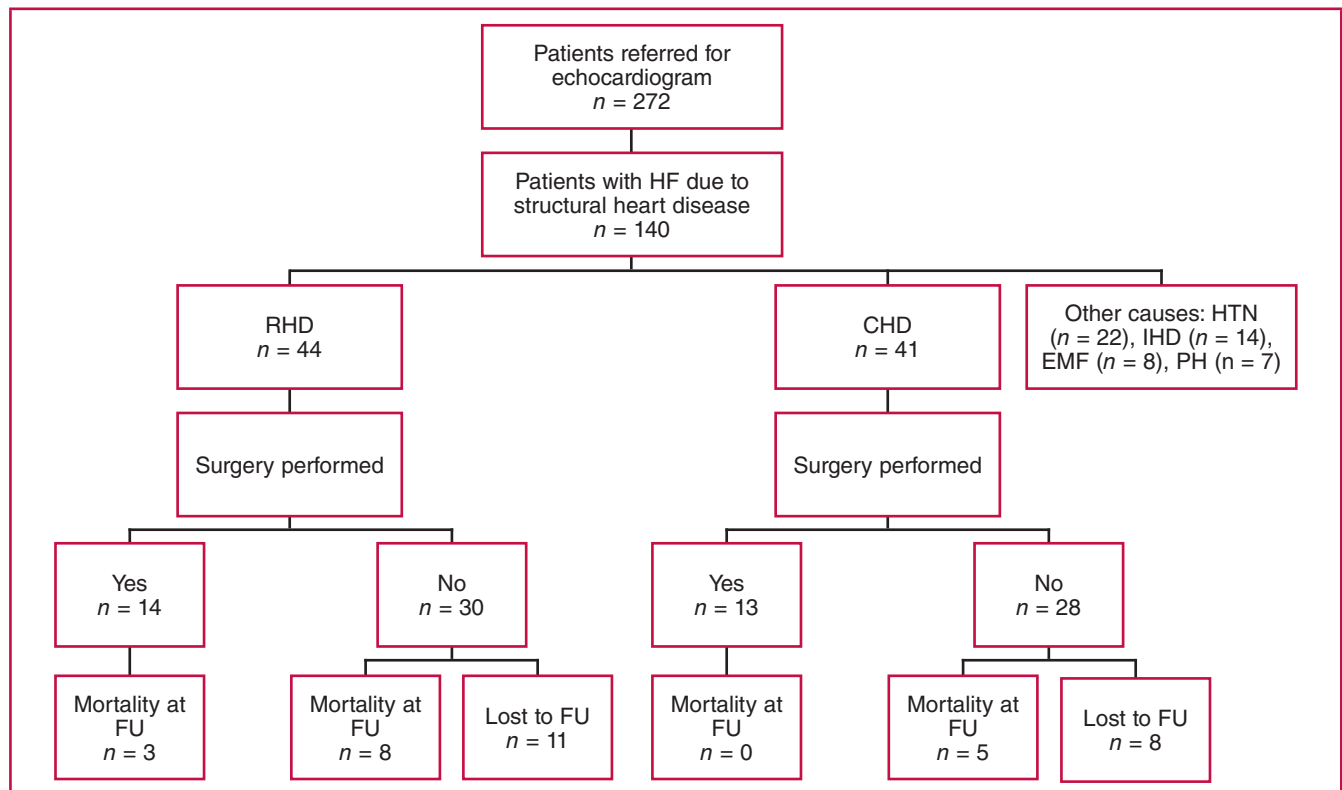 Patients referred for
echocardiogram
n = 272
Patients with HF due to
structural heart disease
n = 140
RHD
n = 44
CHD
n = 41
Other causes: HTN
(n = 22), IHD (n = 14),
EMF (n = 8), PH (n = 7)
Surgery performed
Surgery performed
Yes
n = 14
No
n = 30
Yes
n = 13
No
n = 28
Mortality at
FU
n = 3
Mortality at
FU
n = 8
Lost to FU
n = 11
Mortality at
FU
n = 0
Mortality at
FU
n = 5
Lost to FU
n = 8